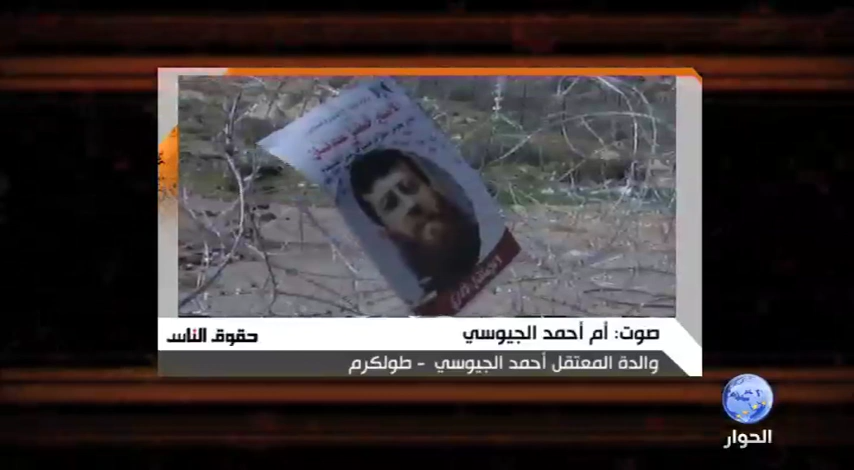 صوت: أم أحمد الجيوسي
حقوق الناس
والدة المعتقل أحمد الجيوسي - طولكرم
الحوار